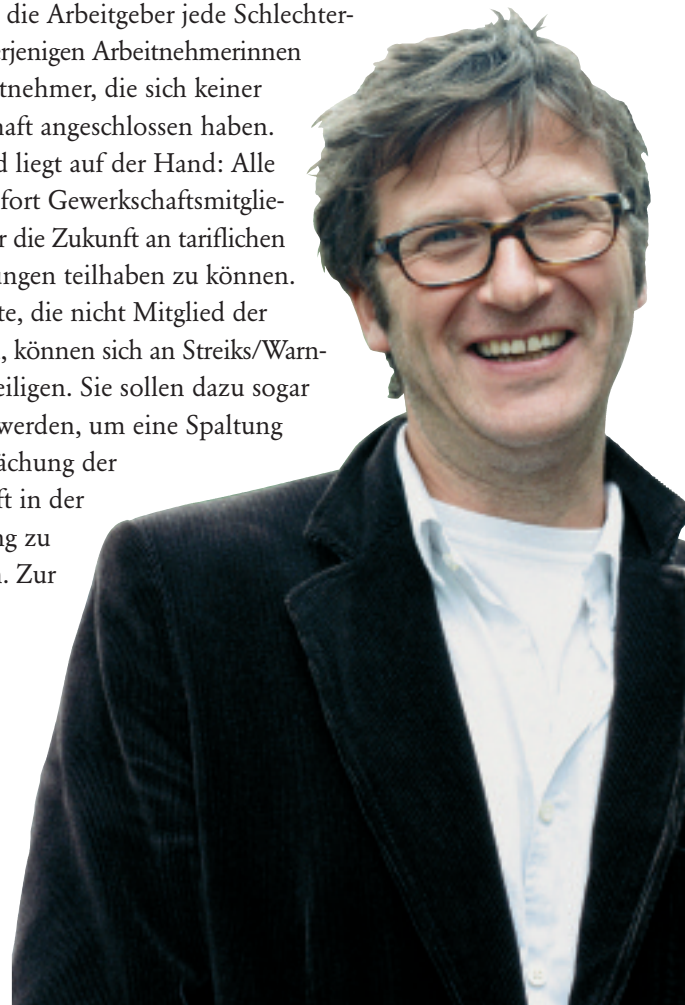 die Arbeitgeber jede Schlechter-
erjenigen Arbeitnehmerinnen
tnehmer, die sich keiner
haft angeschlossen haben.
d liegt auf der Hand: Alle
fort Gewerkschaftsmitglie-
r die Zukunft an tariflichen
ungen teilhaben zu können.
te, die nicht Mitglied der
, können sich an Streiks/Warn-
eiligen. Sie sollen dazu sogar
werden, um eine Spaltung
ächung der
ft in der
ng zu
. Zur